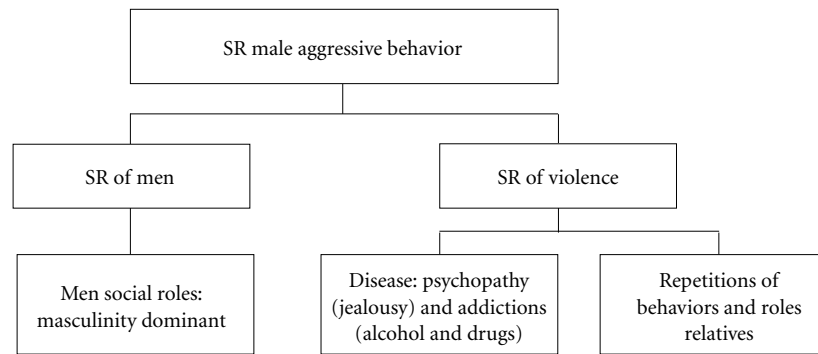 SR male aggressive behavior
SR of men
SR of violence
Men social roles:
masculinity dominant
Disease: psychopathy
(jealousy) and addictions
(alcohol and drugs)
Repetitions of
behaviors and roles
relatives